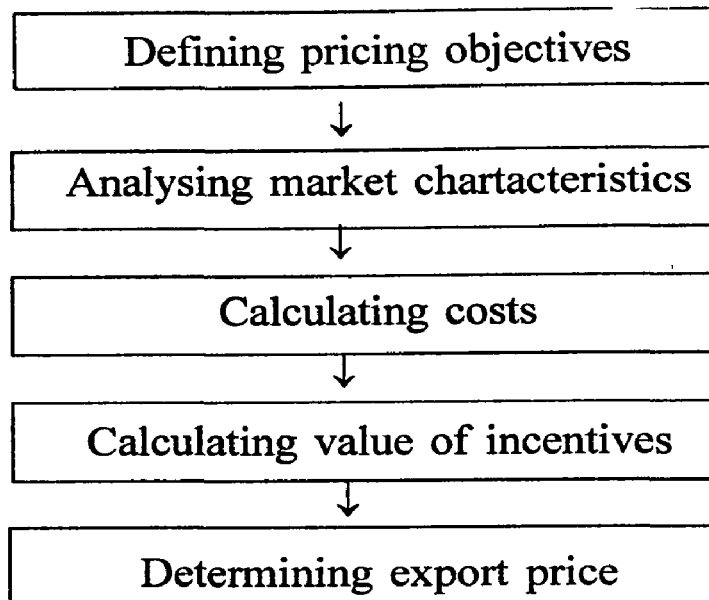 Defining pricing objectives
↓
Analysing market chartacteristics
↓
Calculating costs
↓
Calculating value of incentives
↓
Determining export price